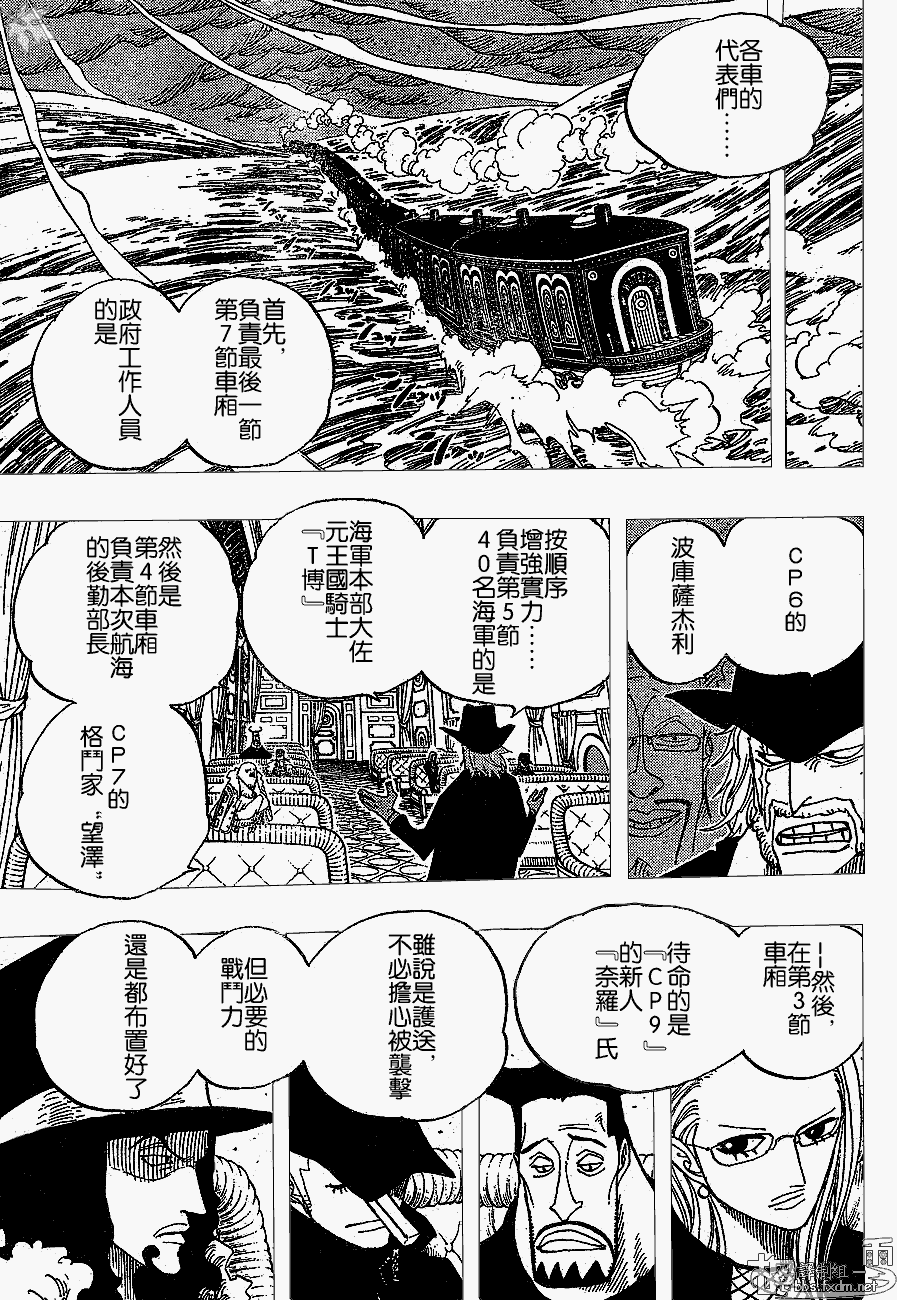 各車的
代表們……
首先，
負責最後一節
第7節車廂
政府工作人員
的是
CP6的
波庫薩杰利
按順序
增強實力……
負責第5節
40名海軍的是
海軍本部大佐
元王國騎士
『T博』
然後是
第4節車廂
負責本次航海
的後勤部長
CP7的
格鬥家“望澤”
——然後，
在第3節
車廂
待命的是
『CP9』
的新人
『奈羅』氏
雖說是護送，
不必擔心被襲擊
但必要的
戰鬥力
還是都布置好了